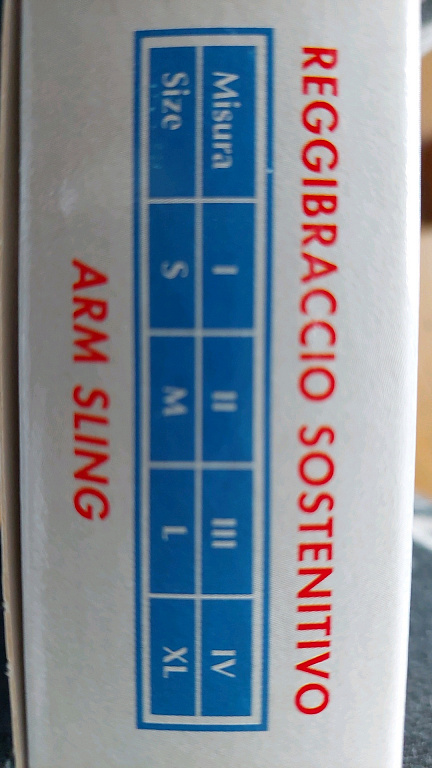 REGGIBRACCIO SOSTENITIVO
Misura I II III IV
Size S M L XL
ARM SLING